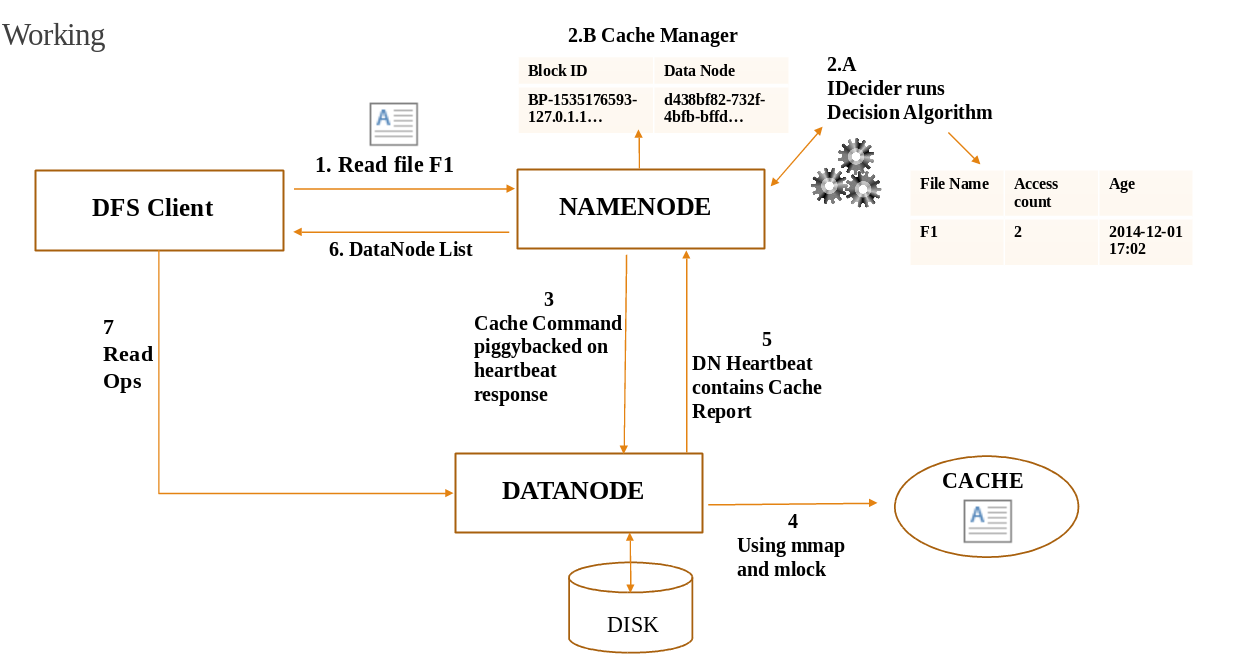 Working
2.B Cache Manager
Block ID
Data Node
BP-1535176593-
127.0.1.1…
d438bf82-732f-
4bfb-bffd…
2.A
IDecider runs
Decision Algorithm
File Name
Access
count
Age
F1
2
2014-12-01
17:02
A
1. Read file F1
DFS Client
NAMENODE
6. DataNode List
7
Read
Ops
3
Cache Command
piggybacked on
heartbeat
response
5
DN Heartbeat
contains Cache
Report
DATANODE
4
Using mmap
and mlock
CACHE
A
DISK